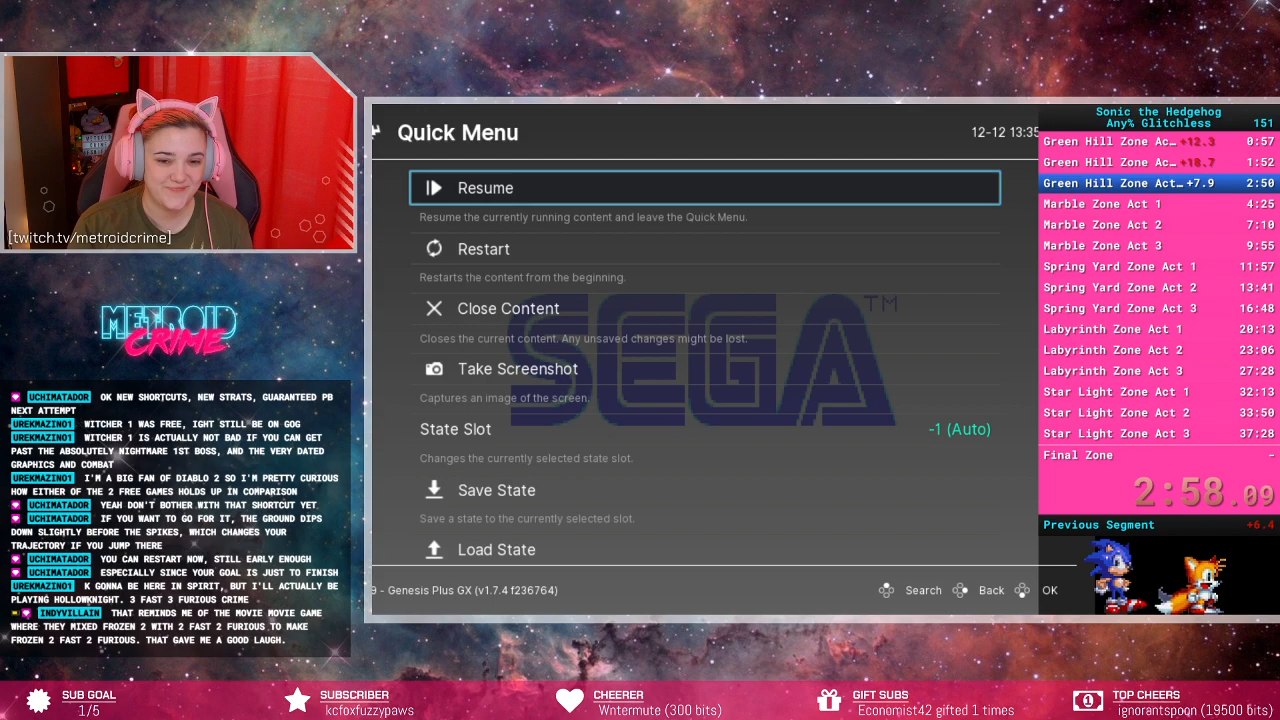 [twitch.tv/metroidcrime]
METROID
CRIME
UCHIMATADOR OK NEW SHORTCUTS, NEW STRATS, GUARANTEED PB
NEXT ATTEMPT
UREKMAZINO1 WITCHER 1 WAS FREE, IGHT STILL BE ON GOG
UREKMAZINO1 WITCHER 1 IS ACTUALLY NOT BAD IF YOU CAN GET
PAST THE ABSOLUTELY NIGHTMARE 1ST BOSS, AND THE VERY DATED
GRAPHICS AND COMBAT
UREKMAZINO1 I'M A BIG FAN OF DIABLO 2 SO I'M PRETTY CURIOUS
HOW EITHER OF THE 2 FREE GAMES HOLDS UP IN COMPARISON
UCHIMATADOR YEAH DON'T BOTHER WITH THAT SHORTCUT YET
UCHIMATADOR IF YOU WANT TO GO FOR IT, THE GROUND DIPS
DOWN SLIGHTLY BEFORE THE SPIKES, WHICH CHANGES YOUR
TRAJECTORY IF YOU JUMP THERE
UCHIMATADOR YOU CAN RESTART NOW, STILL EARLY ENOUGH
UCHIMATADOR ESPECIALLY SINCE YOUR GOAL IS JUST TO FINISH
UREKMAZINO1 K GONNA BE HERE IN SPIRIT, BUT I'LL ACTUALLY BE
PLAYING HOLLOWKNIGHT. 3 FAST 3 FURIOUS CRIME
INDYVILLAIN THAT REMINDS ME OF THE MOVIE MOVIE GAME
WHERE THEY MIXED FROZEN 2 WITH 2 FAST 2 FURIOUS TO MAKE
FROZEN 2 FAST 2 FURIOUS. THAT GAVE ME A GOOD LAUGH.
Quick Menu 12-12 13:35
Resume
Resume the currently running content and leave the Quick Menu.
Restart
Restarts the content from the beginning.
Close Content
Closes the current content. Any unsaved changes might be lost.
Take Screenshot
Captures an image of the screen.
State Slot -1 (Auto)
Changes the currently selected state slot.
Save State
Save a state to the currently selected slot.
Load State
SEGA™
9 - Genesis Plus GX (v1.7.4 f236764) Search Back OK
Sonic the Hedgehog
Any% Glitchless 151
Green Hill Zone Ac… +12.3 0:57
Green Hill Zone Ac… +18.7 1:52
Green Hill Zone Act… +7.9 2:50
Marble Zone Act 1 4:25
Marble Zone Act 2 7:10
Marble Zone Act 3 9:55
Spring Yard Zone Act 1 11:57
Spring Yard Zone Act 2 13:41
Spring Yard Zone Act 3 16:48
Labyrinth Zone Act 1 20:13
Labyrinth Zone Act 2 23:06
Labyrinth Zone Act 3 27:28
Star Light Zone Act 1 32:13
Star Light Zone Act 2 33:50
Star Light Zone Act 3 37:28
Final Zone -
2:58.09
Previous Segment +6.4
SUB GOAL
1/5
SUBSCRIBER
kcfoxfuzzypaws
CHEERER
Wntermute (300 bits)
GIFT SUBS
Economist42 gifted 1 times
TOP CHEERS
ignorantspoon (19500 bits)